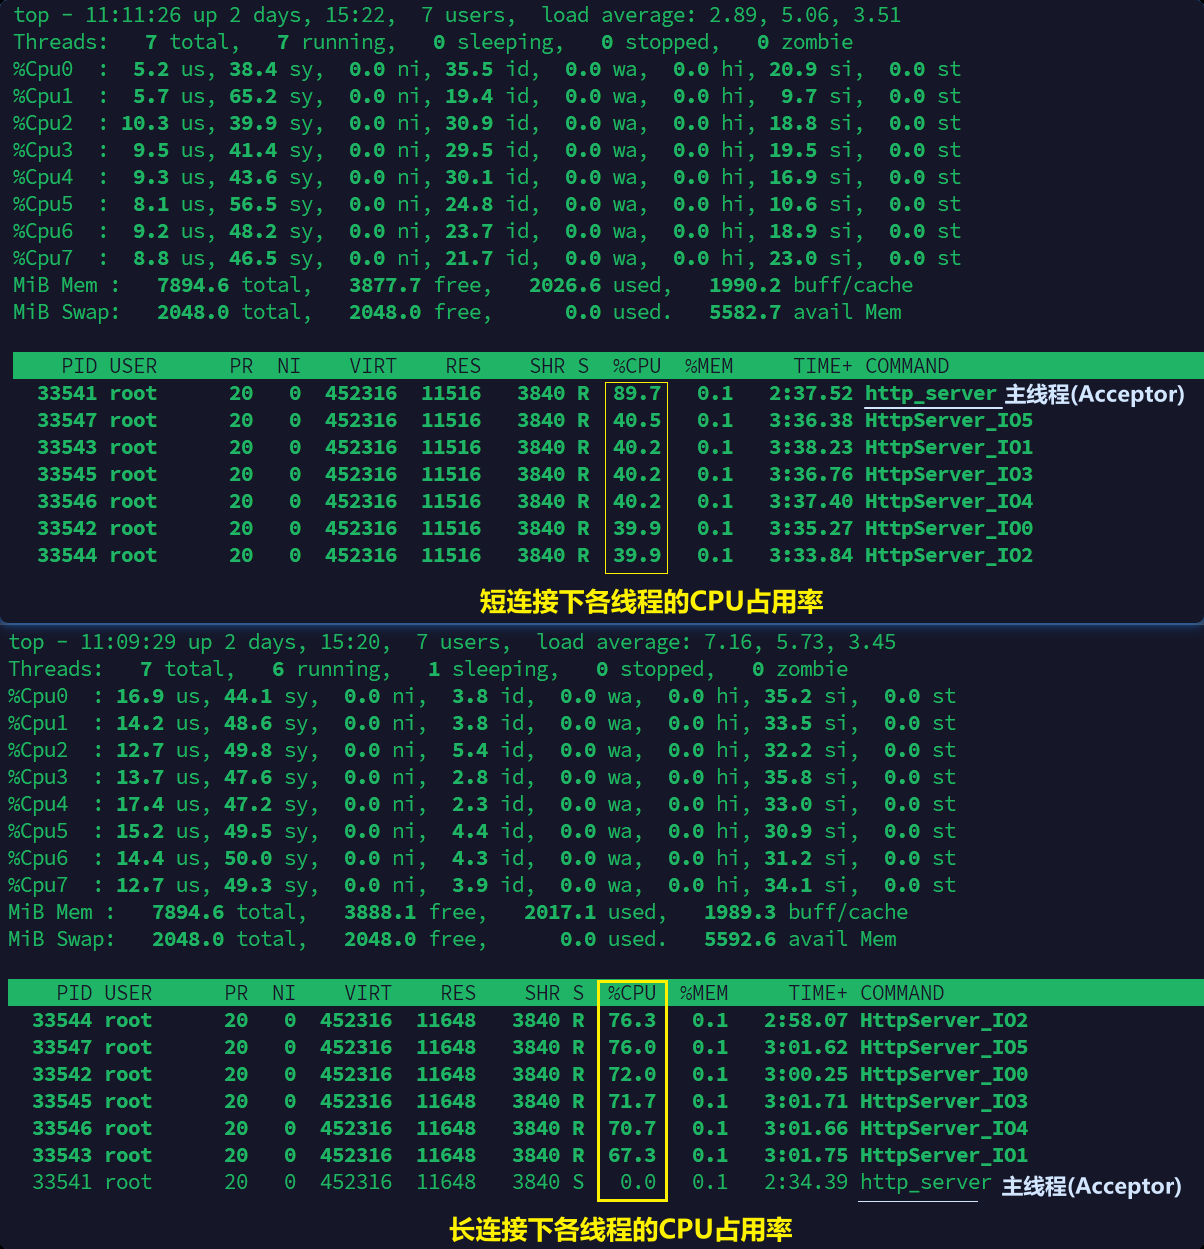 top - 11:11:26 up 2 days, 15:22,  7 users,  load average: 2.89, 5.06, 3.51
Threads:   7 total,   7 running,   0 sleeping,   0 stopped,   0 zombie
%Cpu0  :  5.2 us, 38.4 sy,  0.0 ni, 35.5 id,  0.0 wa,  0.0 hi, 20.9 si,  0.0 st
%Cpu1  :  5.7 us, 65.2 sy,  0.0 ni, 19.4 id,  0.0 wa,  0.0 hi,  9.7 si,  0.0 st
%Cpu2  : 10.3 us, 39.9 sy,  0.0 ni, 30.9 id,  0.0 wa,  0.0 hi, 18.8 si,  0.0 st
%Cpu3  :  9.5 us, 41.4 sy,  0.0 ni, 29.5 id,  0.0 wa,  0.0 hi, 19.5 si,  0.0 st
%Cpu4  :  9.3 us, 43.6 sy,  0.0 ni, 30.1 id,  0.0 wa,  0.0 hi, 16.9 si,  0.0 st
%Cpu5  :  8.1 us, 56.5 sy,  0.0 ni, 24.8 id,  0.0 wa,  0.0 hi, 10.6 si,  0.0 st
%Cpu6  :  9.2 us, 48.2 sy,  0.0 ni, 23.7 id,  0.0 wa,  0.0 hi, 18.9 si,  0.0 st
%Cpu7  :  8.8 us, 46.5 sy,  0.0 ni, 21.7 id,  0.0 wa,  0.0 hi, 23.0 si,  0.0 st
MiB Mem :   7894.6 total,   3877.7 free,   2026.6 used,   1990.2 buff/cache
MiB Swap:   2048.0 total,   2048.0 free,      0.0 used.   5582.7 avail Mem
PID USER      PR  NI    VIRT    RES    SHR S  %CPU  %MEM     TIME+ COMMAND
33541 root      20   0  452316  11516   3840 R  89.7   0.1   2:37.52 http_server 主线程(Acceptor)
33547 root      20   0  452316  11516   3840 R  40.5   0.1   3:36.38 HttpServer_IO5
33543 root      20   0  452316  11516   3840 R  40.2   0.1   3:38.23 HttpServer_IO1
33545 root      20   0  452316  11516   3840 R  40.2   0.1   3:36.76 HttpServer_IO3
33546 root      20   0  452316  11516   3840 R  40.2   0.1   3:37.40 HttpServer_IO4
33542 root      20   0  452316  11516   3840 R  39.9   0.1   3:35.27 HttpServer_IO0
33544 root      20   0  452316  11516   3840 R  39.9   0.1   3:33.84 HttpServer_IO2
短连接下各线程的CPU占用率
top - 11:09:29 up 2 days, 15:20,  7 users,  load average: 7.16, 5.73, 3.45
Threads:   7 total,   6 running,   1 sleeping,   0 stopped,   0 zombie
%Cpu0  : 16.9 us, 44.1 sy,  0.0 ni,  3.8 id,  0.0 wa,  0.0 hi, 35.2 si,  0.0 st
%Cpu1  : 14.2 us, 48.6 sy,  0.0 ni,  3.8 id,  0.0 wa,  0.0 hi, 33.5 si,  0.0 st
%Cpu2  : 12.7 us, 49.8 sy,  0.0 ni,  5.4 id,  0.0 wa,  0.0 hi, 32.2 si,  0.0 st
%Cpu3  : 13.7 us, 47.6 sy,  0.0 ni,  2.8 id,  0.0 wa,  0.0 hi, 35.8 si,  0.0 st
%Cpu4  : 17.4 us, 47.2 sy,  0.0 ni,  2.3 id,  0.0 wa,  0.0 hi, 33.0 si,  0.0 st
%Cpu5  : 15.2 us, 49.5 sy,  0.0 ni,  4.4 id,  0.0 wa,  0.0 hi, 30.9 si,  0.0 st
%Cpu6  : 14.4 us, 50.0 sy,  0.0 ni,  4.3 id,  0.0 wa,  0.0 hi, 31.2 si,  0.0 st
%Cpu7  : 12.7 us, 49.3 sy,  0.0 ni,  3.9 id,  0.0 wa,  0.0 hi, 34.1 si,  0.0 st
MiB Mem :   7894.6 total,   3888.1 free,   2017.1 used,   1989.3 buff/cache
MiB Swap:   2048.0 total,   2048.0 free,      0.0 used.   5592.6 avail Mem
PID USER      PR  NI    VIRT    RES    SHR S  %CPU  %MEM     TIME+ COMMAND
33544 root      20   0  452316  11648   3840 R  76.3   0.1   2:58.07 HttpServer_IO2
33547 root      20   0  452316  11648   3840 R  76.0   0.1   3:01.62 HttpServer_IO5
33542 root      20   0  452316  11648   3840 R  72.0   0.1   3:00.25 HttpServer_IO0
33545 root      20   0  452316  11648   3840 R  71.7   0.1   3:01.71 HttpServer_IO3
33546 root      20   0  452316  11648   3840 R  70.7   0.1   3:01.66 HttpServer_IO4
33543 root      20   0  452316  11648   3840 R  67.3   0.1   3:01.75 HttpServer_IO1
33541 root      20   0  452316  11648   3840 S   0.0   0.1   2:34.39 http_server 主线程(Acceptor)
长连接下各线程的CPU占用率